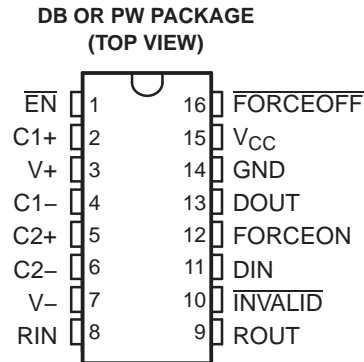 DB OR PW PACKAGE
(TOP VIEW)
EN 1 16 FORCEOFF
C1+ 2 15 VCC
V+ 3 14 GND
C1− 4 13 DOUT
C2+ 5 12 FORCEON
C2− 6 11 DIN
V− 7 10 INVALID
RIN 8 9 ROUT